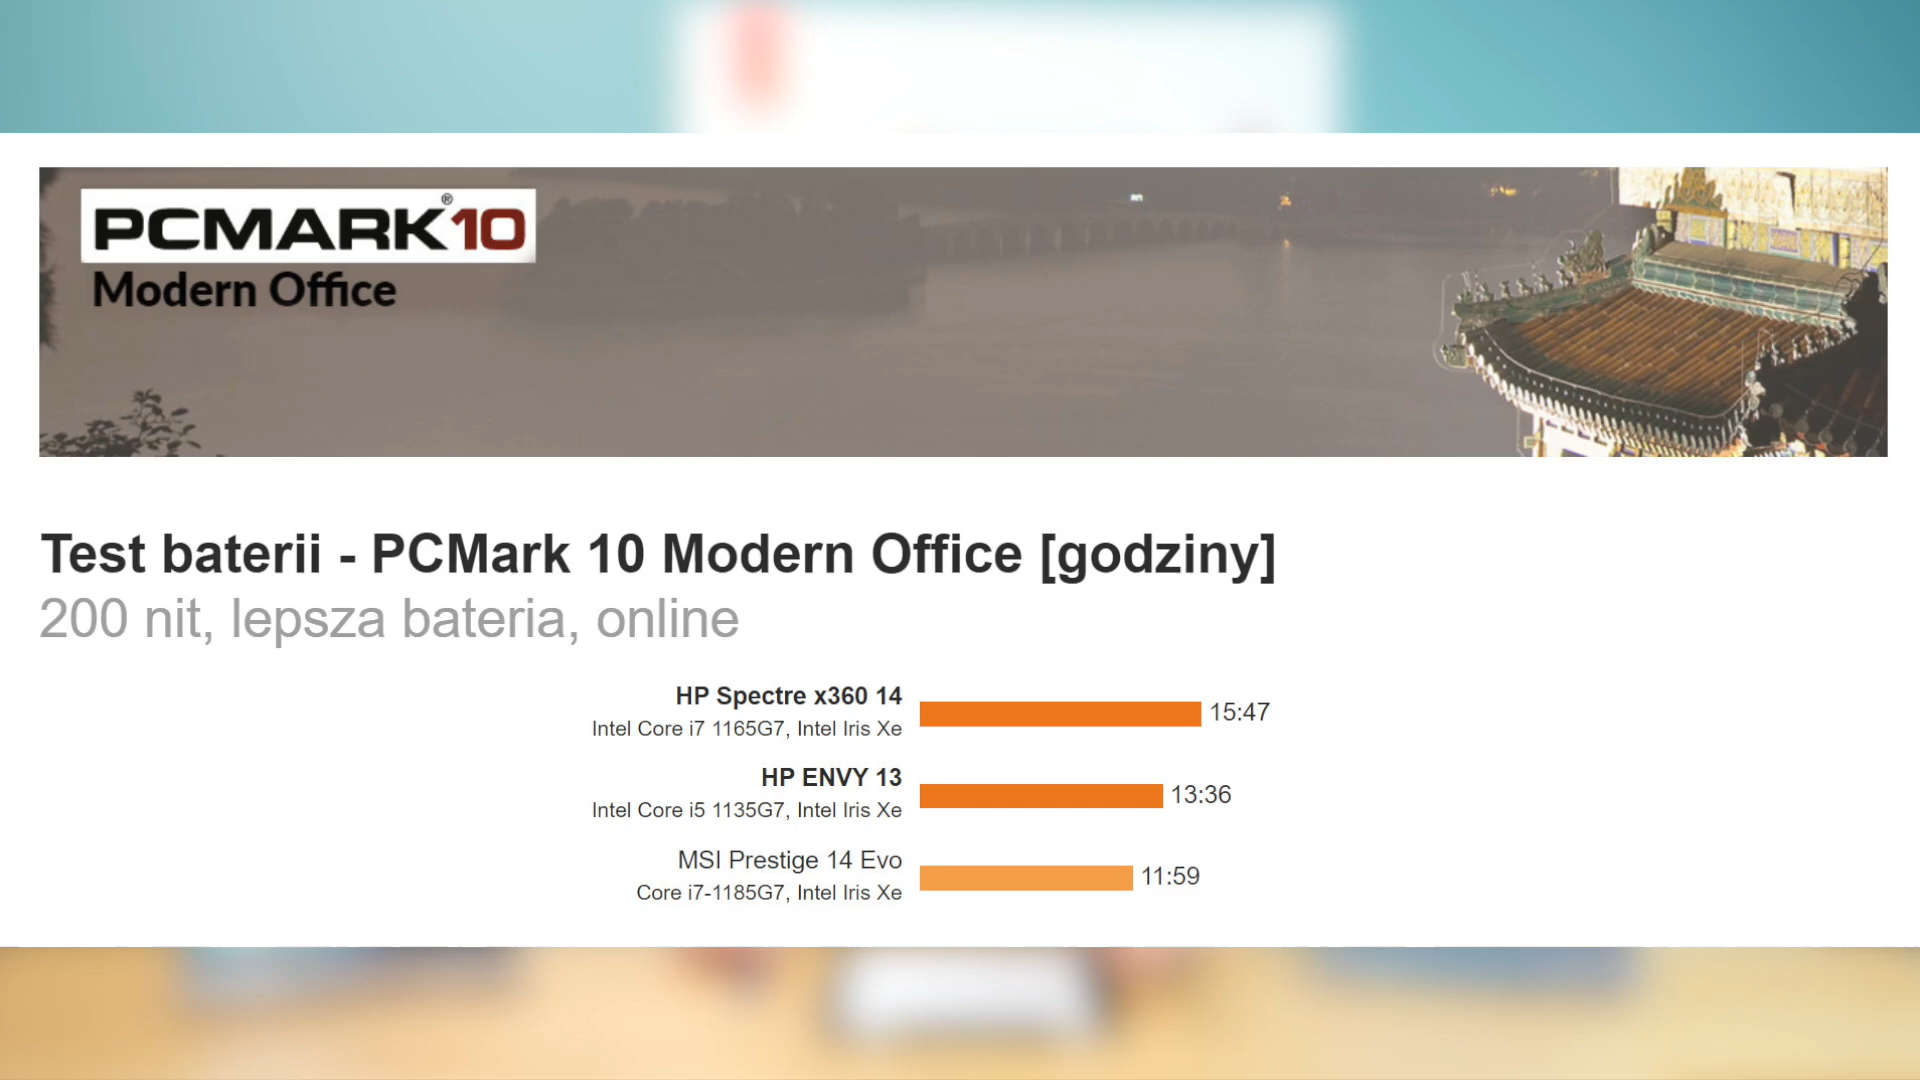 PCMARK®10
Modern Office
Test baterii - PCMark 10 Modern Office [godziny]
200 nit, lepsza bateria, online
HP Spectre x360 14
Intel Core i7 1165G7, Intel Iris Xe
15:47
HP ENVY 13
Intel Core i5 1135G7, Intel Iris Xe
13:36
MSI Prestige 14 Evo
Core i7-1185G7, Intel Iris Xe
11:59